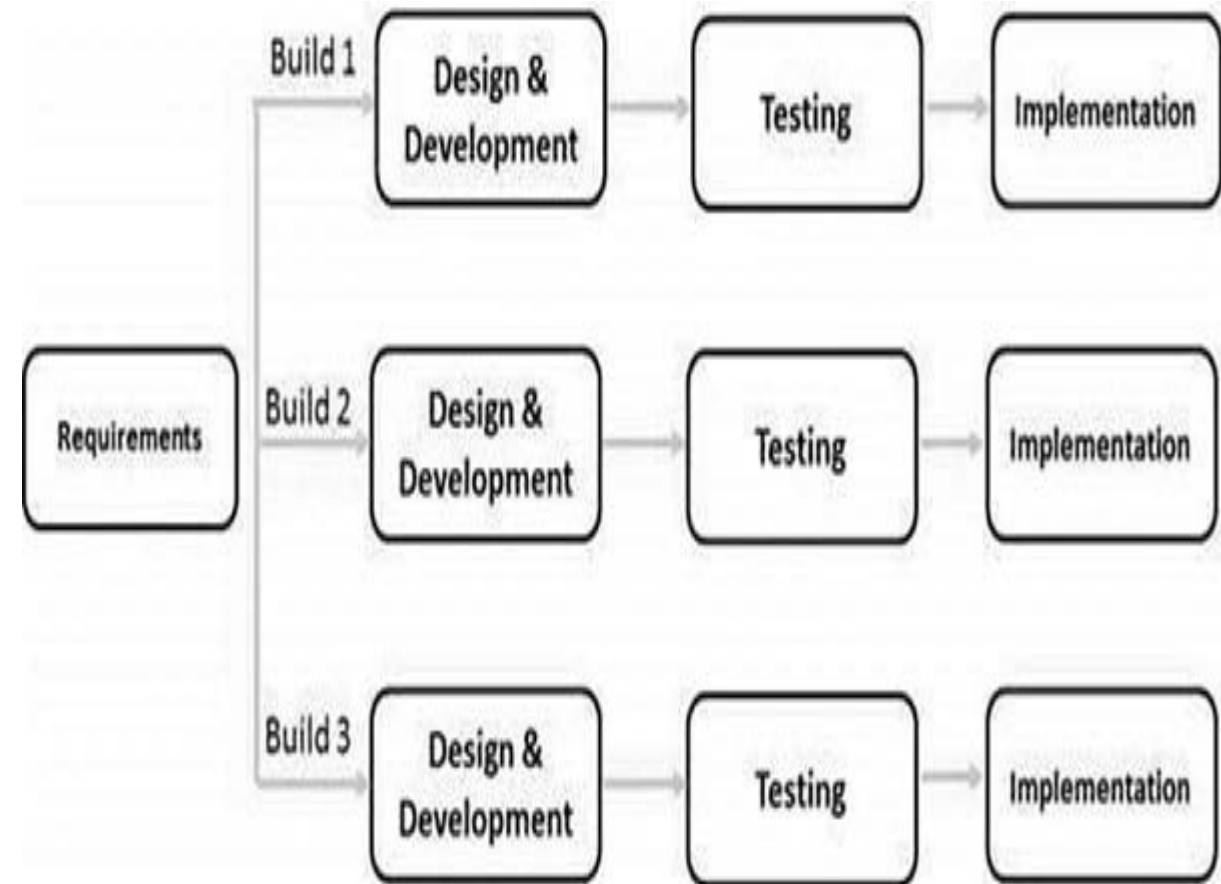 Build 1
Design &
Development
Testing
Implementation
Requirements
Build 2
Design &
Development
Testing
Implementation
Build 3
Design &
Development
Testing
Implementation